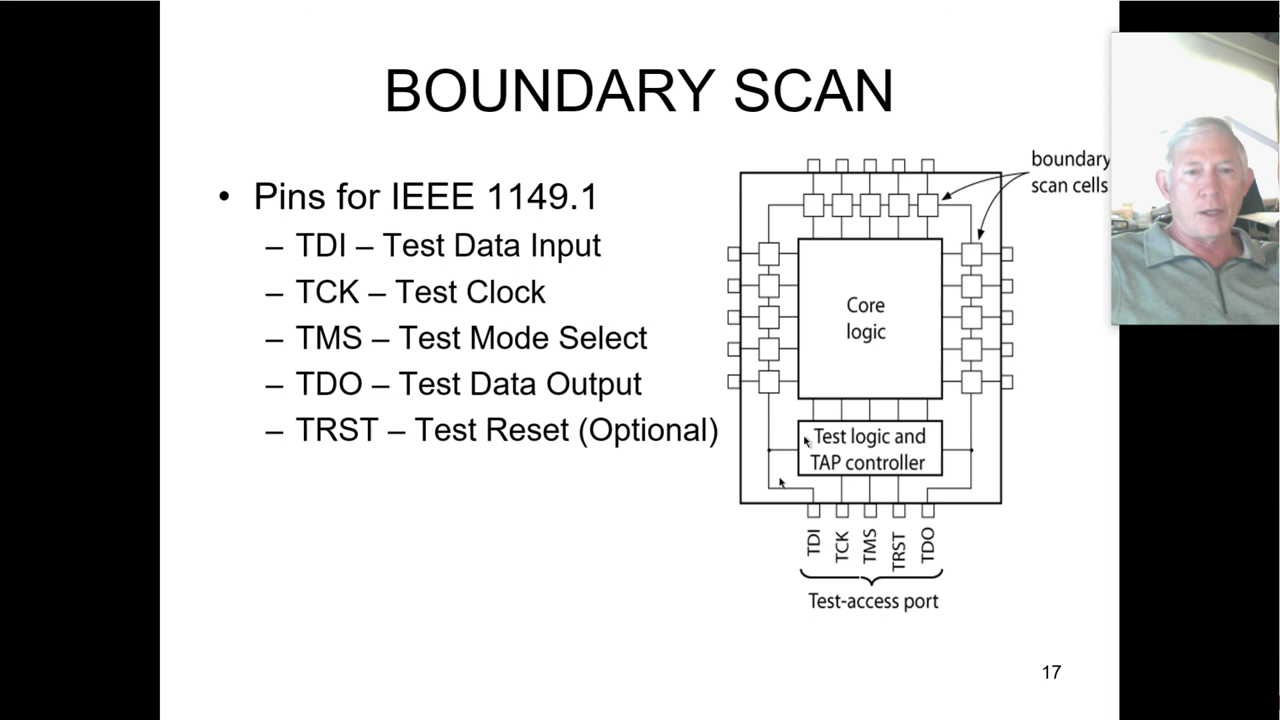 BOUNDARY SCAN
• Pins for IEEE 1149.1
– TDI – Test Data Input
– TCK – Test Clock
– TMS – Test Mode Select
– TDO – Test Data Output
– TRST – Test Reset (Optional)
boundary
scan cells
Core
logic
Test logic and
TAP controller
TDI
TCK
TMS
TRST
TDO
Test-access port
17